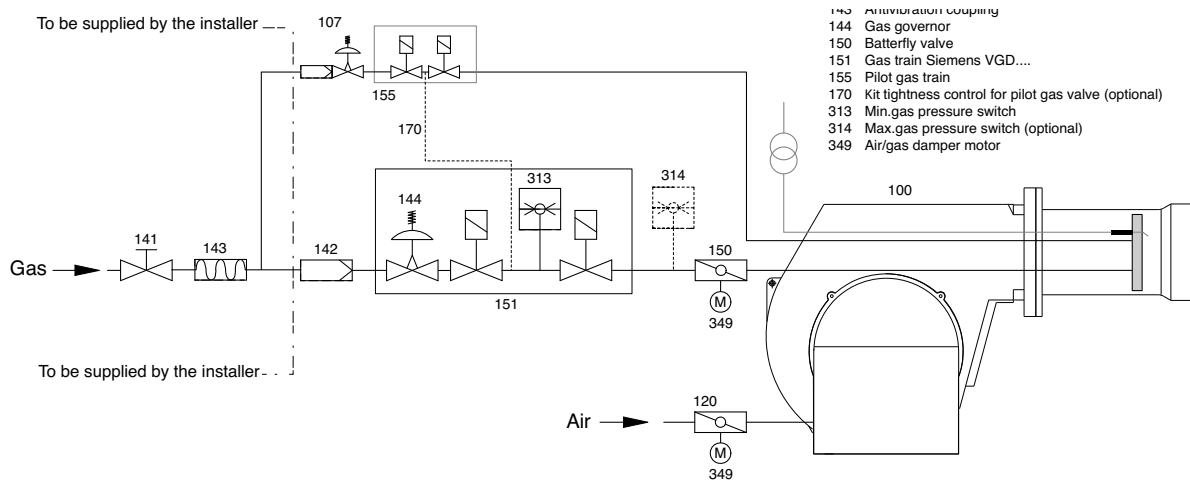 To be supplied by the installer
107
143 Antivibration coupling
144 Gas governor
150 Batterfly valve
151 Gas train Siemens VGD....
155 Pilot gas train
170 Kit tightness control for pilot gas valve (optional)
313 Min.gas pressure switch
314 Max.gas pressure switch (optional)
349 Air/gas damper motor
155
170
144
313
314
100
141
143
142
150
Gas
151
M
349
To be supplied by the installer
120
Air
M
349